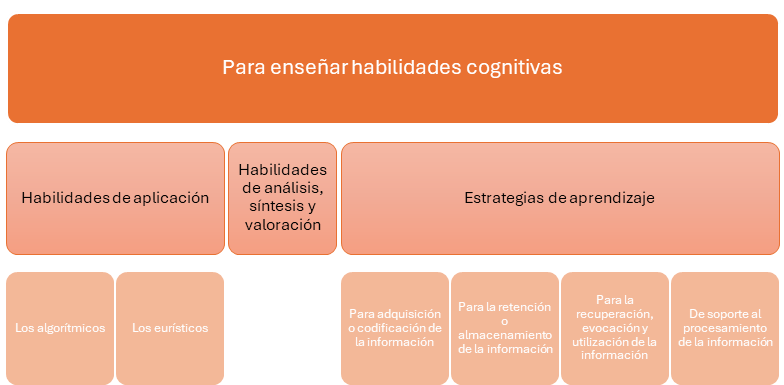 Para enseñar habilidades cognitivas
Habilidades de aplicación
Habilidades
de análisis,
síntesis y
valoración
Estrategias de aprendizaje
Los algorítmicos
Los eurísticos
Para adquisición
o codificación de
la información
Para la retención
o
almacenamiento
de la información
Para la
recuperación,
evocación y
utilización de la
información
De soporte al
procesamiento de
la información